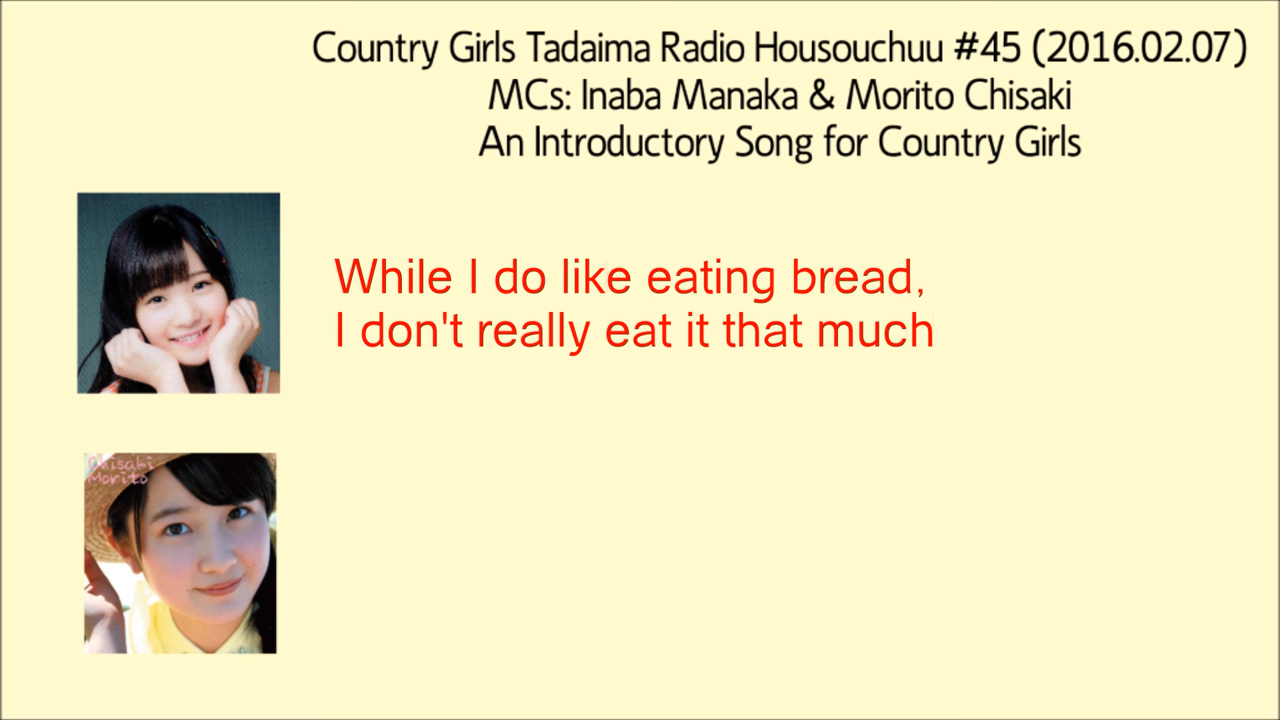 Country Girls Tadaima Radio Housouchuu #45 (2016.02.07)
MCs: Inaba Manaka & Morito Chisaki
An Introductory Song for Country Girls
While I do like eating bread,
I don't really eat it that much
Chisaki
Morito